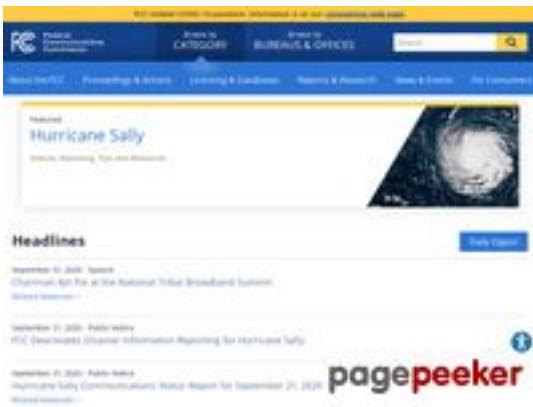 FCC Federal Communications Commission
Browse by CATEGORY
Browse by BUREAUS & OFFICES
Search
About the FCC
Proceedings & Actions
Licensing & Databases
Reports & Research
News & Events
For Consumers
Featured
Hurricane Sally
Headlines
Daily Digest
September 21, 2020 - Speech
Chairman Ajit Pai at the National Tribal Broadband Summit
September 21, 2020 - Public Notice
FCC Deactivates Disaster Information Reporting for Hurricane Sally
September 21, 2020 - Public Notice
Hurricane Sally Communications Status Report for September 21, 2020
pagepeeker